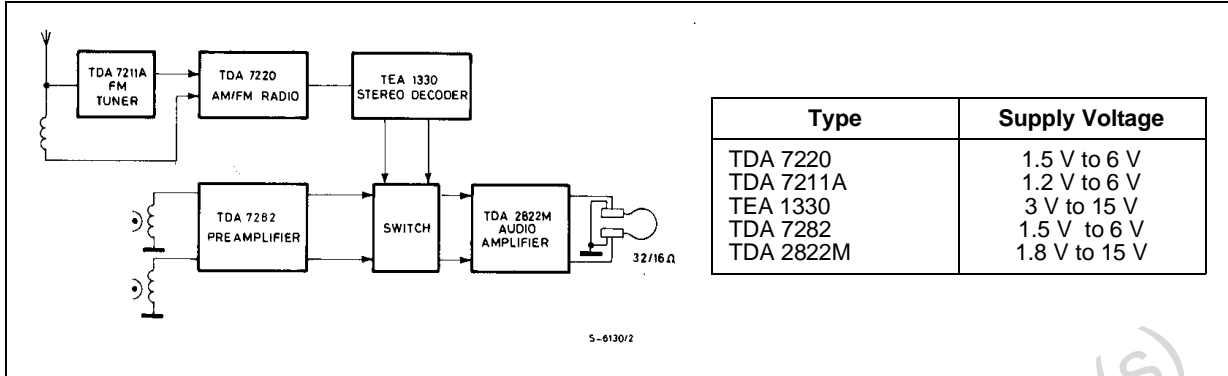 TDA 7211A
FM
TUNER
TDA 7220
AM/FM RADIO
TEA 1330
STEREO DECODER
TDA 7282
PREAMPLIFIER
SWITCH
TDA 2822M
AUDIO
AMPLIFIER
32/16Ω
S-6130/2
Type Supply Voltage
TDA 7220 1.5 V to 6 V
TDA 7211A 1.2 V to 6 V
TEA 1330 3 V to 15 V
TDA 7282 1.5 V to 6 V
TDA 2822M 1.8 V to 15 V
(s)